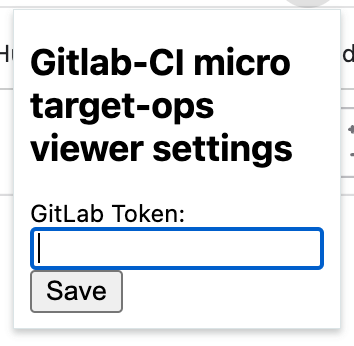 Gitlab-CI micro
target-ops
viewer settings
GitLab Token:
Save